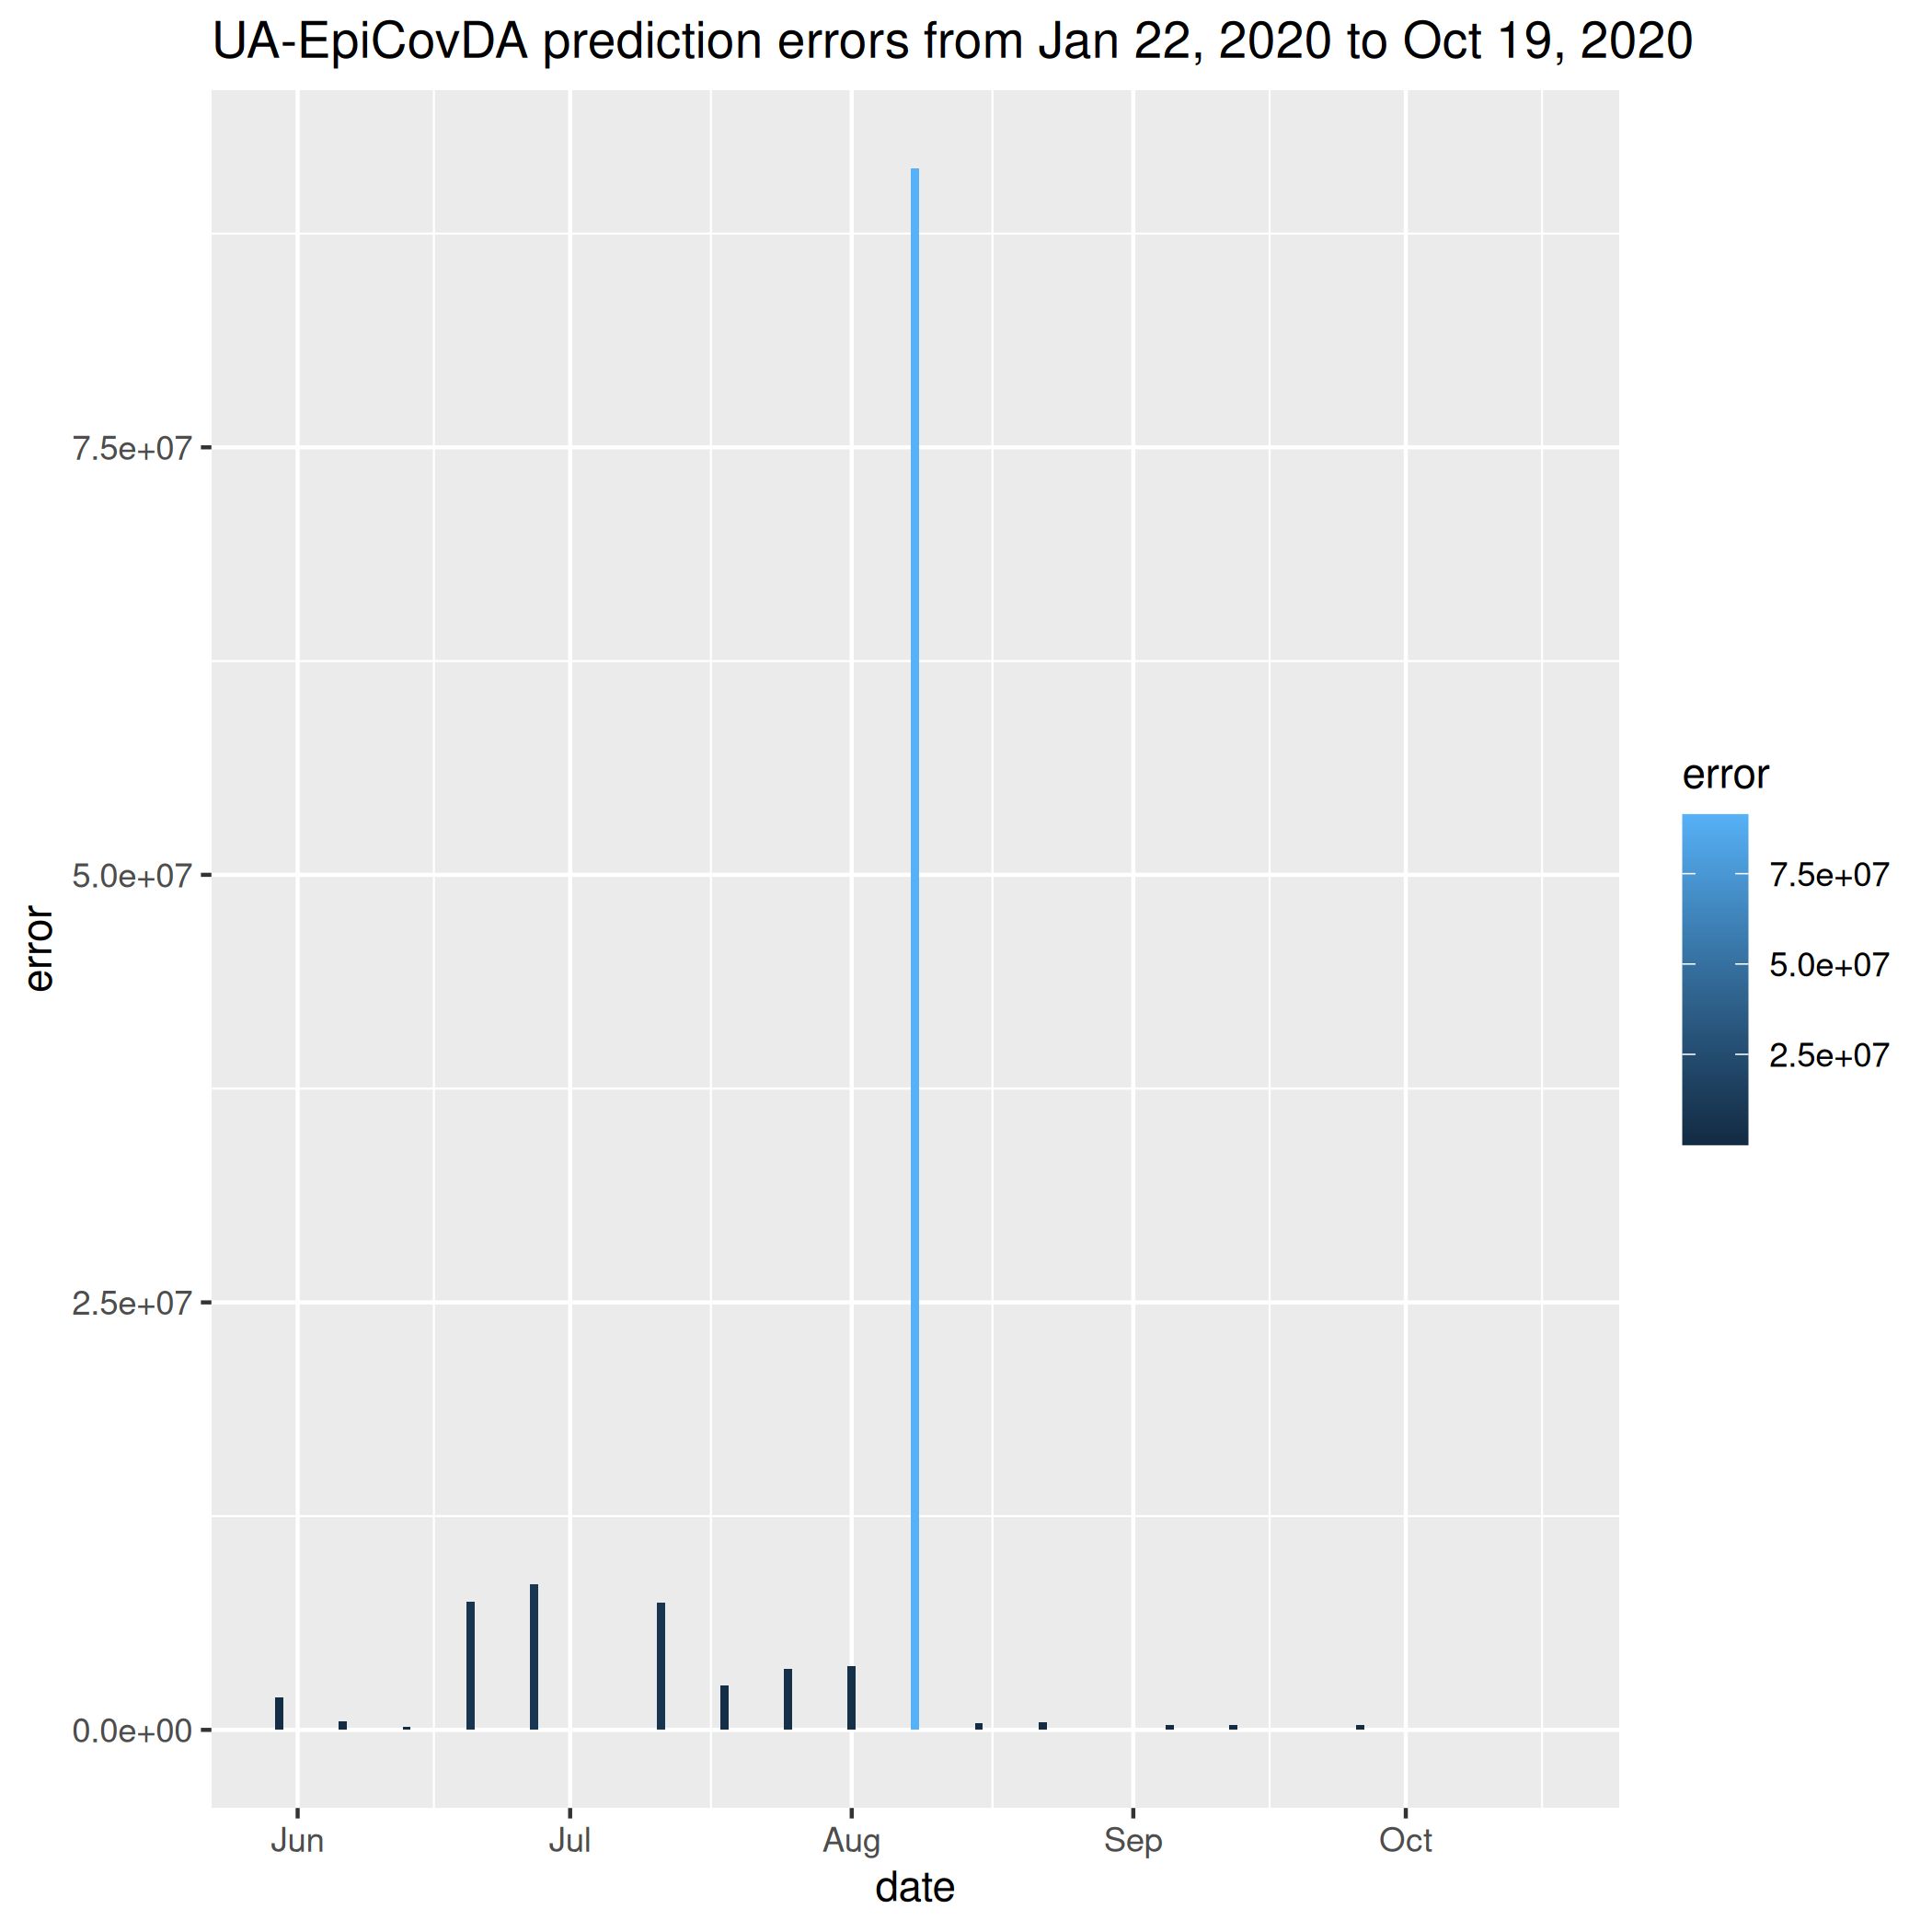 UA-EpiCovDA prediction errors from Jan 22, 2020 to Oct 19, 2020
error
7.5e+07
5.0e+07
2.5e+07
0.0e+00
Jun Jul Aug Sep Oct
date
error
7.5e+07
5.0e+07
2.5e+07